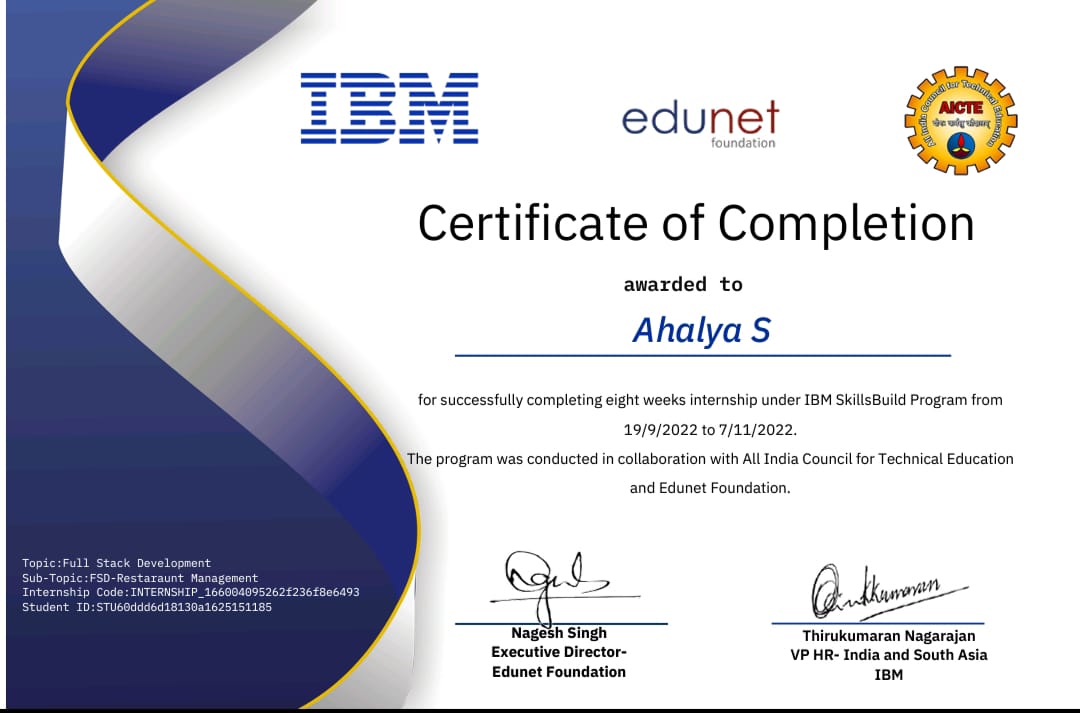 IBM
edunet
foundation
All India Council for Technical Education
AICTE
Certificate of Completion
awarded to
Ahalya S
for successfully completing eight weeks internship under IBM SkillsBuild Program from
19/9/2022 to 7/11/2022.
The program was conducted in collaboration with All India Council for Technical Education
and Edunet Foundation.
Topic:Full Stack Development
Sub-Topic:FSD-Restaraunt Management
Internship Code:INTERNSHIP_166004095262f236f8e6493
Student ID:STU60ddd6d18130a1625151185
Nagesh Singh
Executive Director-
Edunet Foundation
Thirukumaran Nagarajan
VP HR- India and South Asia
IBM